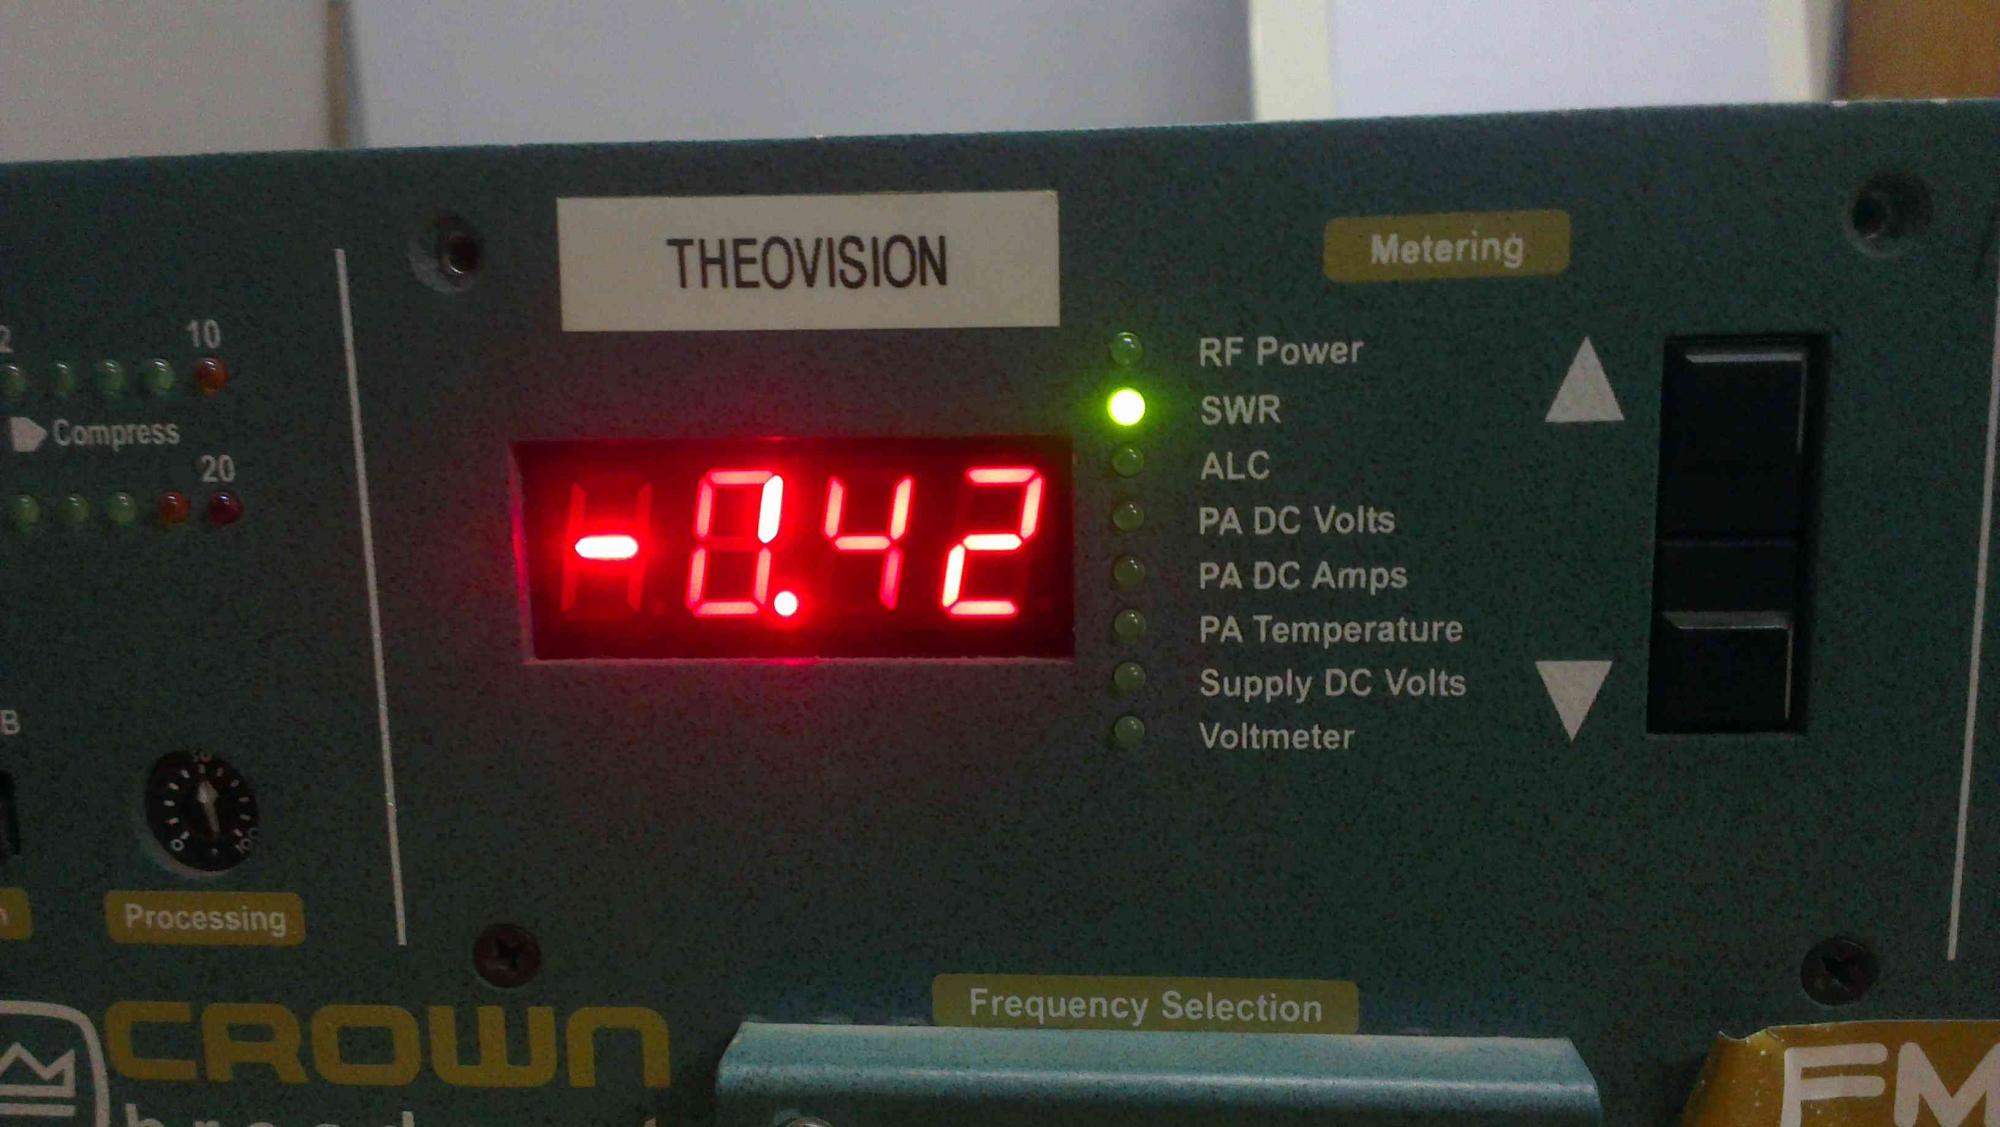 THEOVISION
Metering
2
10
Compress
20
RF Power
SWR
ALC
PA DC Volts
PA DC Amps
PA Temperature
Supply DC Volts
Voltmeter
-0.42
B
Processing
Frequency Selection
CROWN
FM